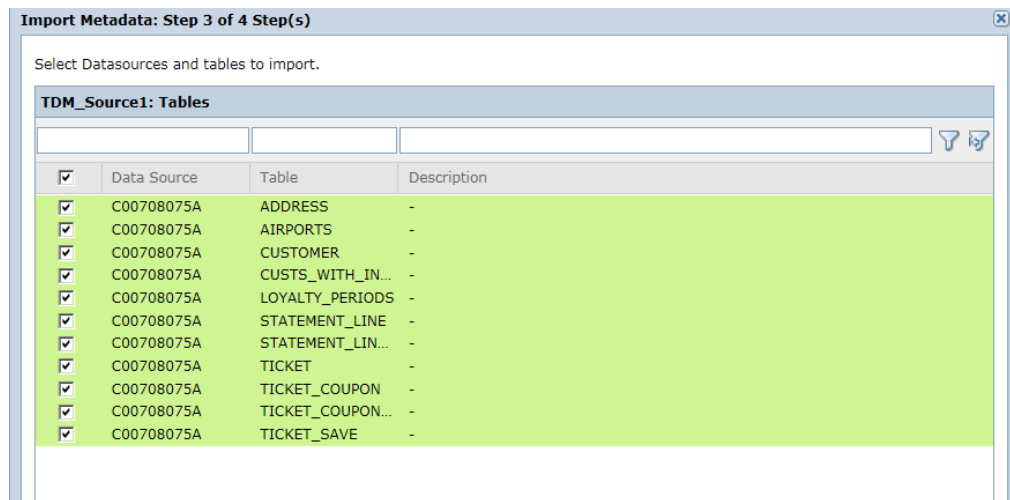 Import Metadata: Step 3 of 4 Step(s)
Select Datasources and tables to import.
TDM_Source1: Tables
Data Source Table Description
C00708075A ADDRESS -
C00708075A AIRPORTS -
C00708075A CUSTOMER -
C00708075A CUSTS_WITH_IN... -
C00708075A LOYALTY_PERIODS -
C00708075A STATEMENT_LINE -
C00708075A STATEMENT_LIN... -
C00708075A TICKET -
C00708075A TICKET_COUPON -
C00708075A TICKET_COUPON... -
C00708075A TICKET_SAVE -